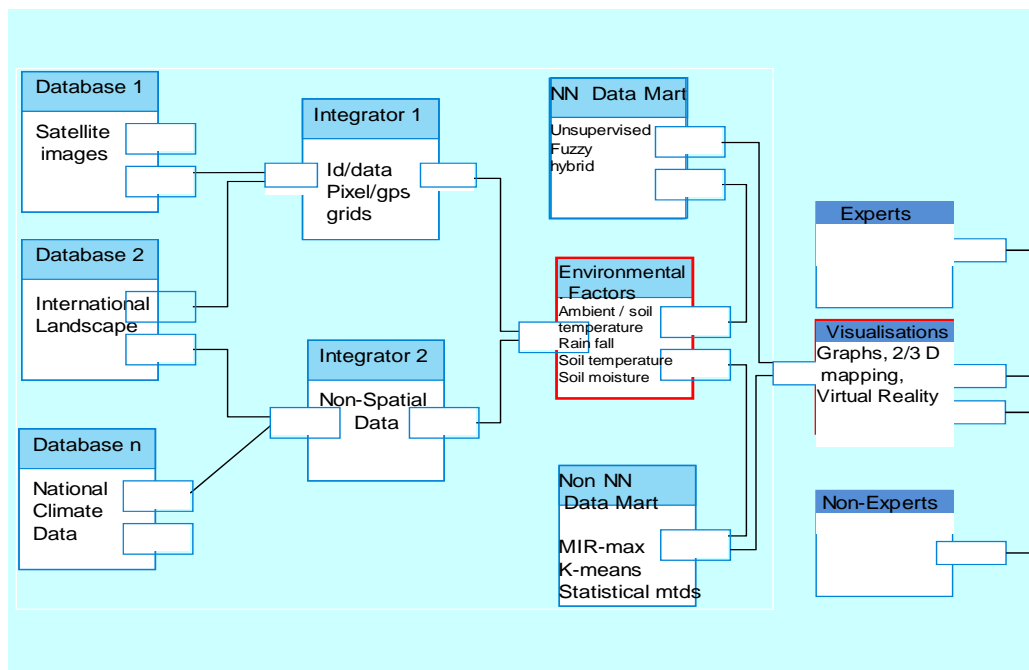 Database 1
Satellite
images
Database 2
International
Landscape
Database n
National
Climate
Data
Integrator 1
Id/data
Pixel/gps
grids
Integrator 2
Non-Spatial
Data
NN Data Mart
Unsupervised
Fuzzy
hybrid
Environmental
. Factors
Ambient / soil
temperature
Rain fall
Soil temperature
Soil moisture
Non NN
Data Mart
MIR-max
K-means
Statistical mtds
Experts
Visualisations
Graphs, 2/3 D
mapping,
Virtual Reality
Non-Experts